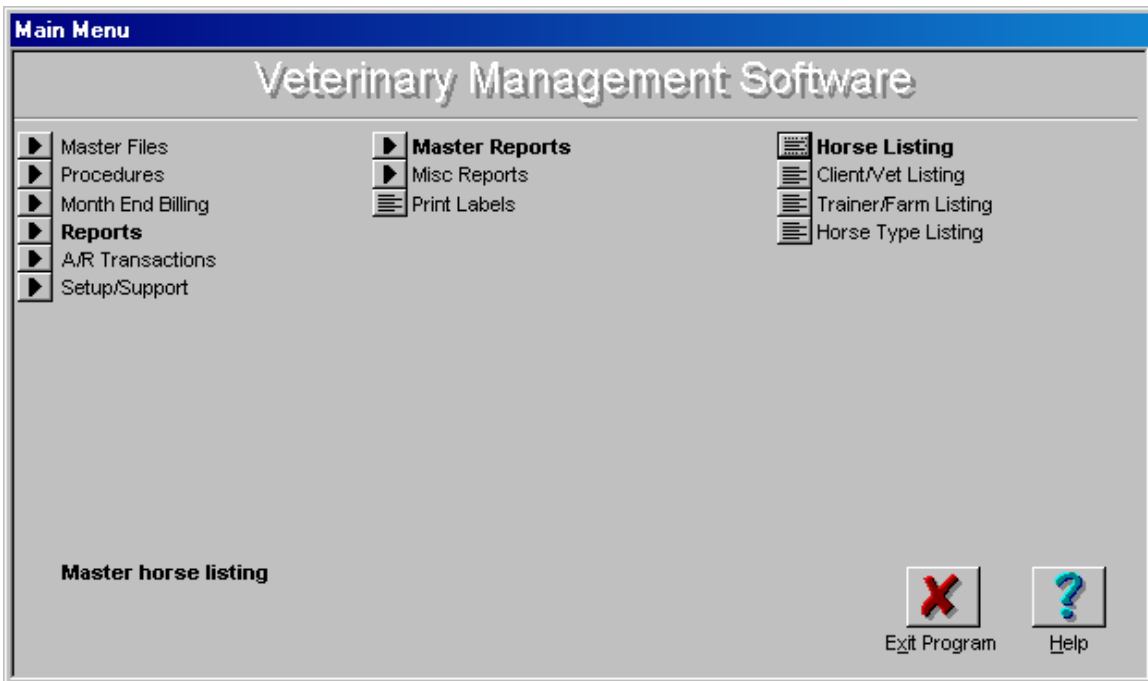 Main Menu
Veterinary Management Software
Master Files
Procedures
Month End Billing
Reports
A/R Transactions
Setup/Support
Master Reports
Misc Reports
Print Labels
Horse Listing
Client/Vet Listing
Trainer/Farm Listing
Horse Type Listing
Master horse listing
Exit Program
Help